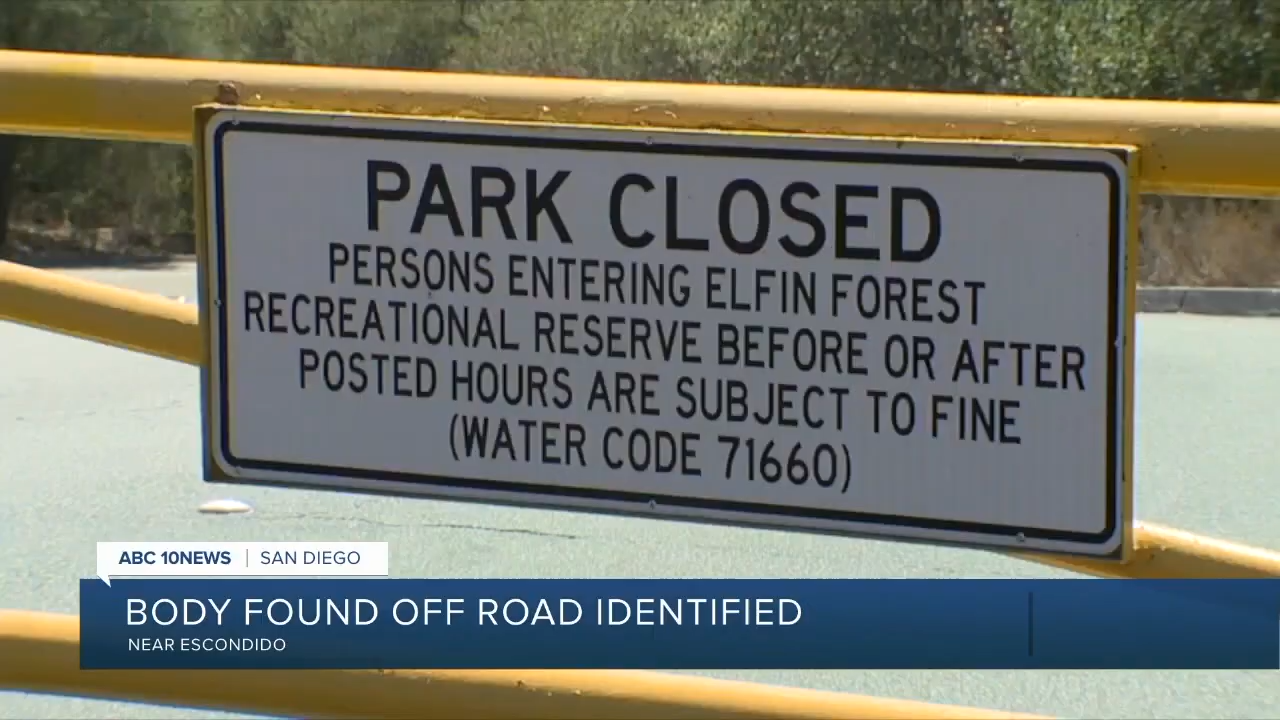 PARK CLOSED
PERSONS ENTERING ELFIN FOREST
RECREATIONAL RESERVE BEFORE OR AFTER
POSTED HOURS ARE SUBJECT TO FINE
(WATER CODE 71660)
ABC 10NEWS | SAN DIEGO
BODY FOUND OFF ROAD IDENTIFIED
NEAR ESCONDIDO